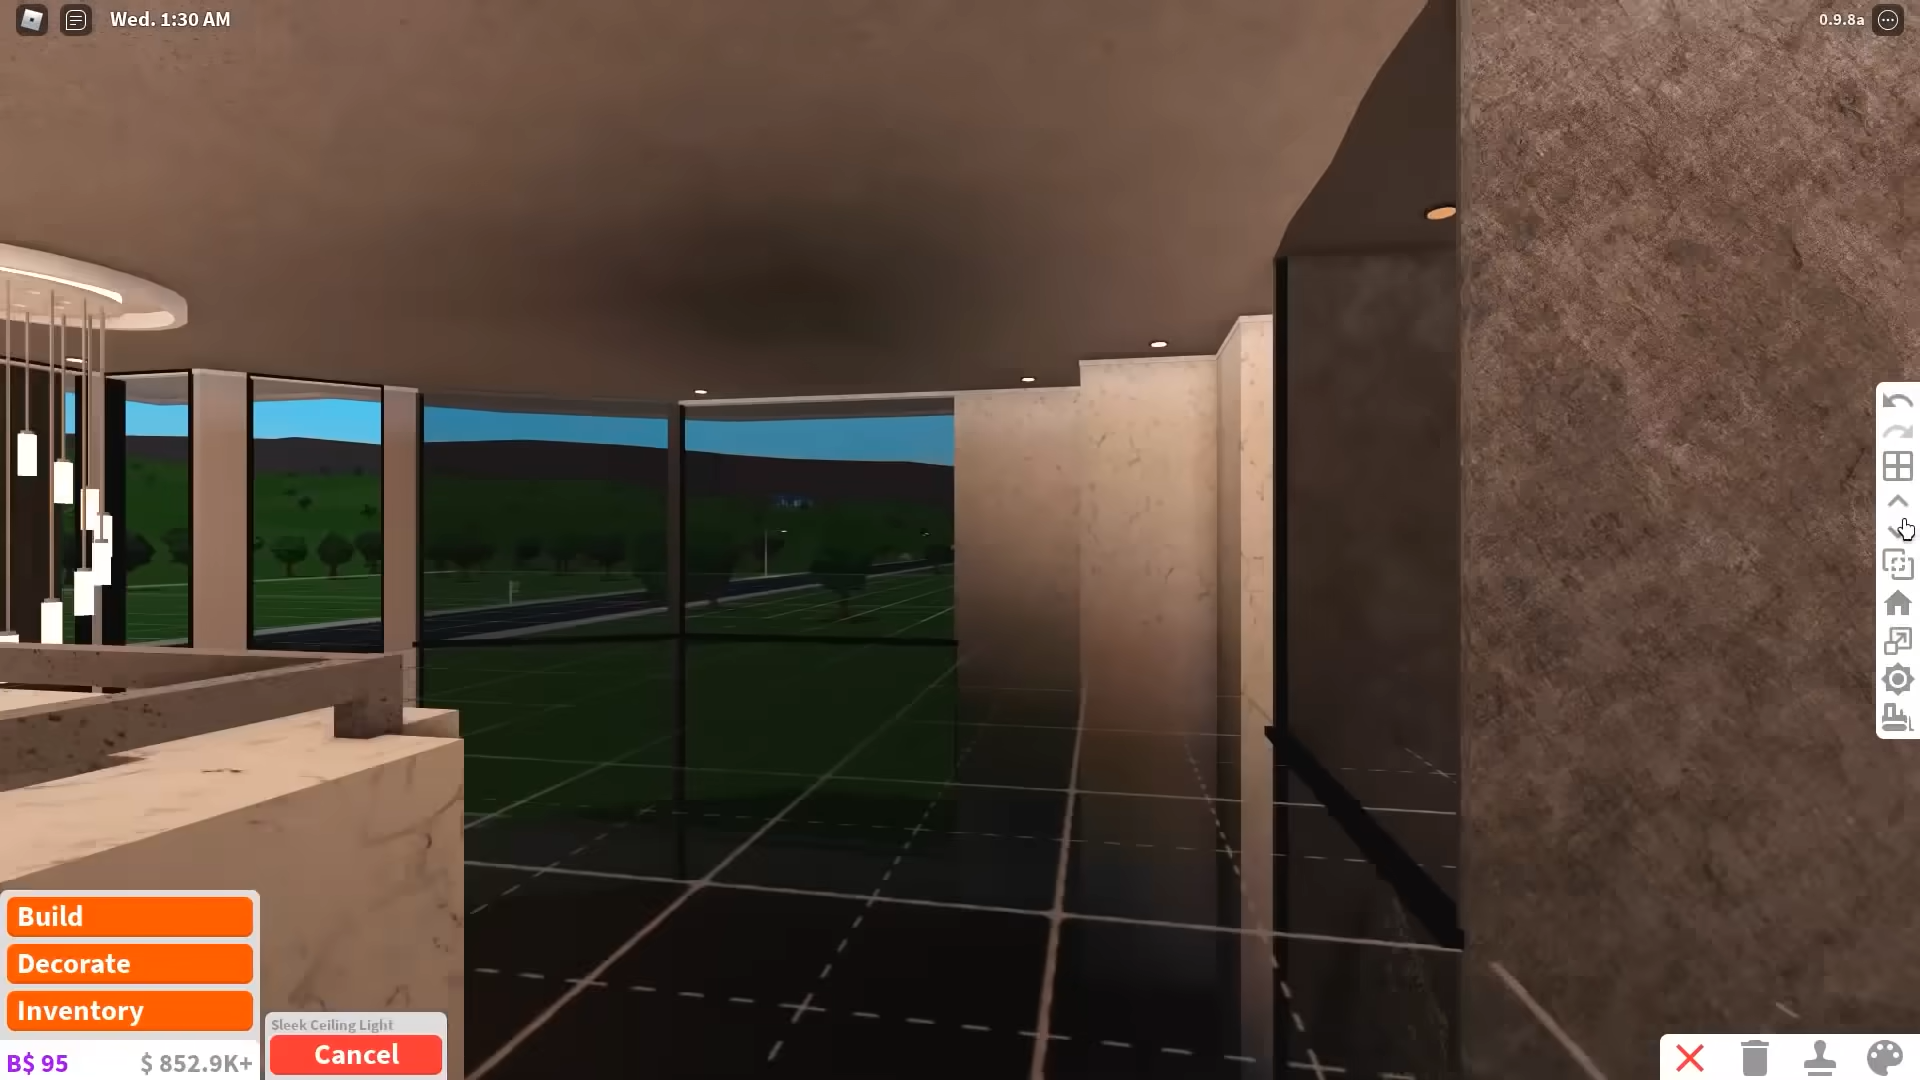 Wed. 1:30 AM
0.9.8a
Build
Decorate
Inventory
Sleek Ceiling Light
Cancel
B$ 95
$ 852.9K+